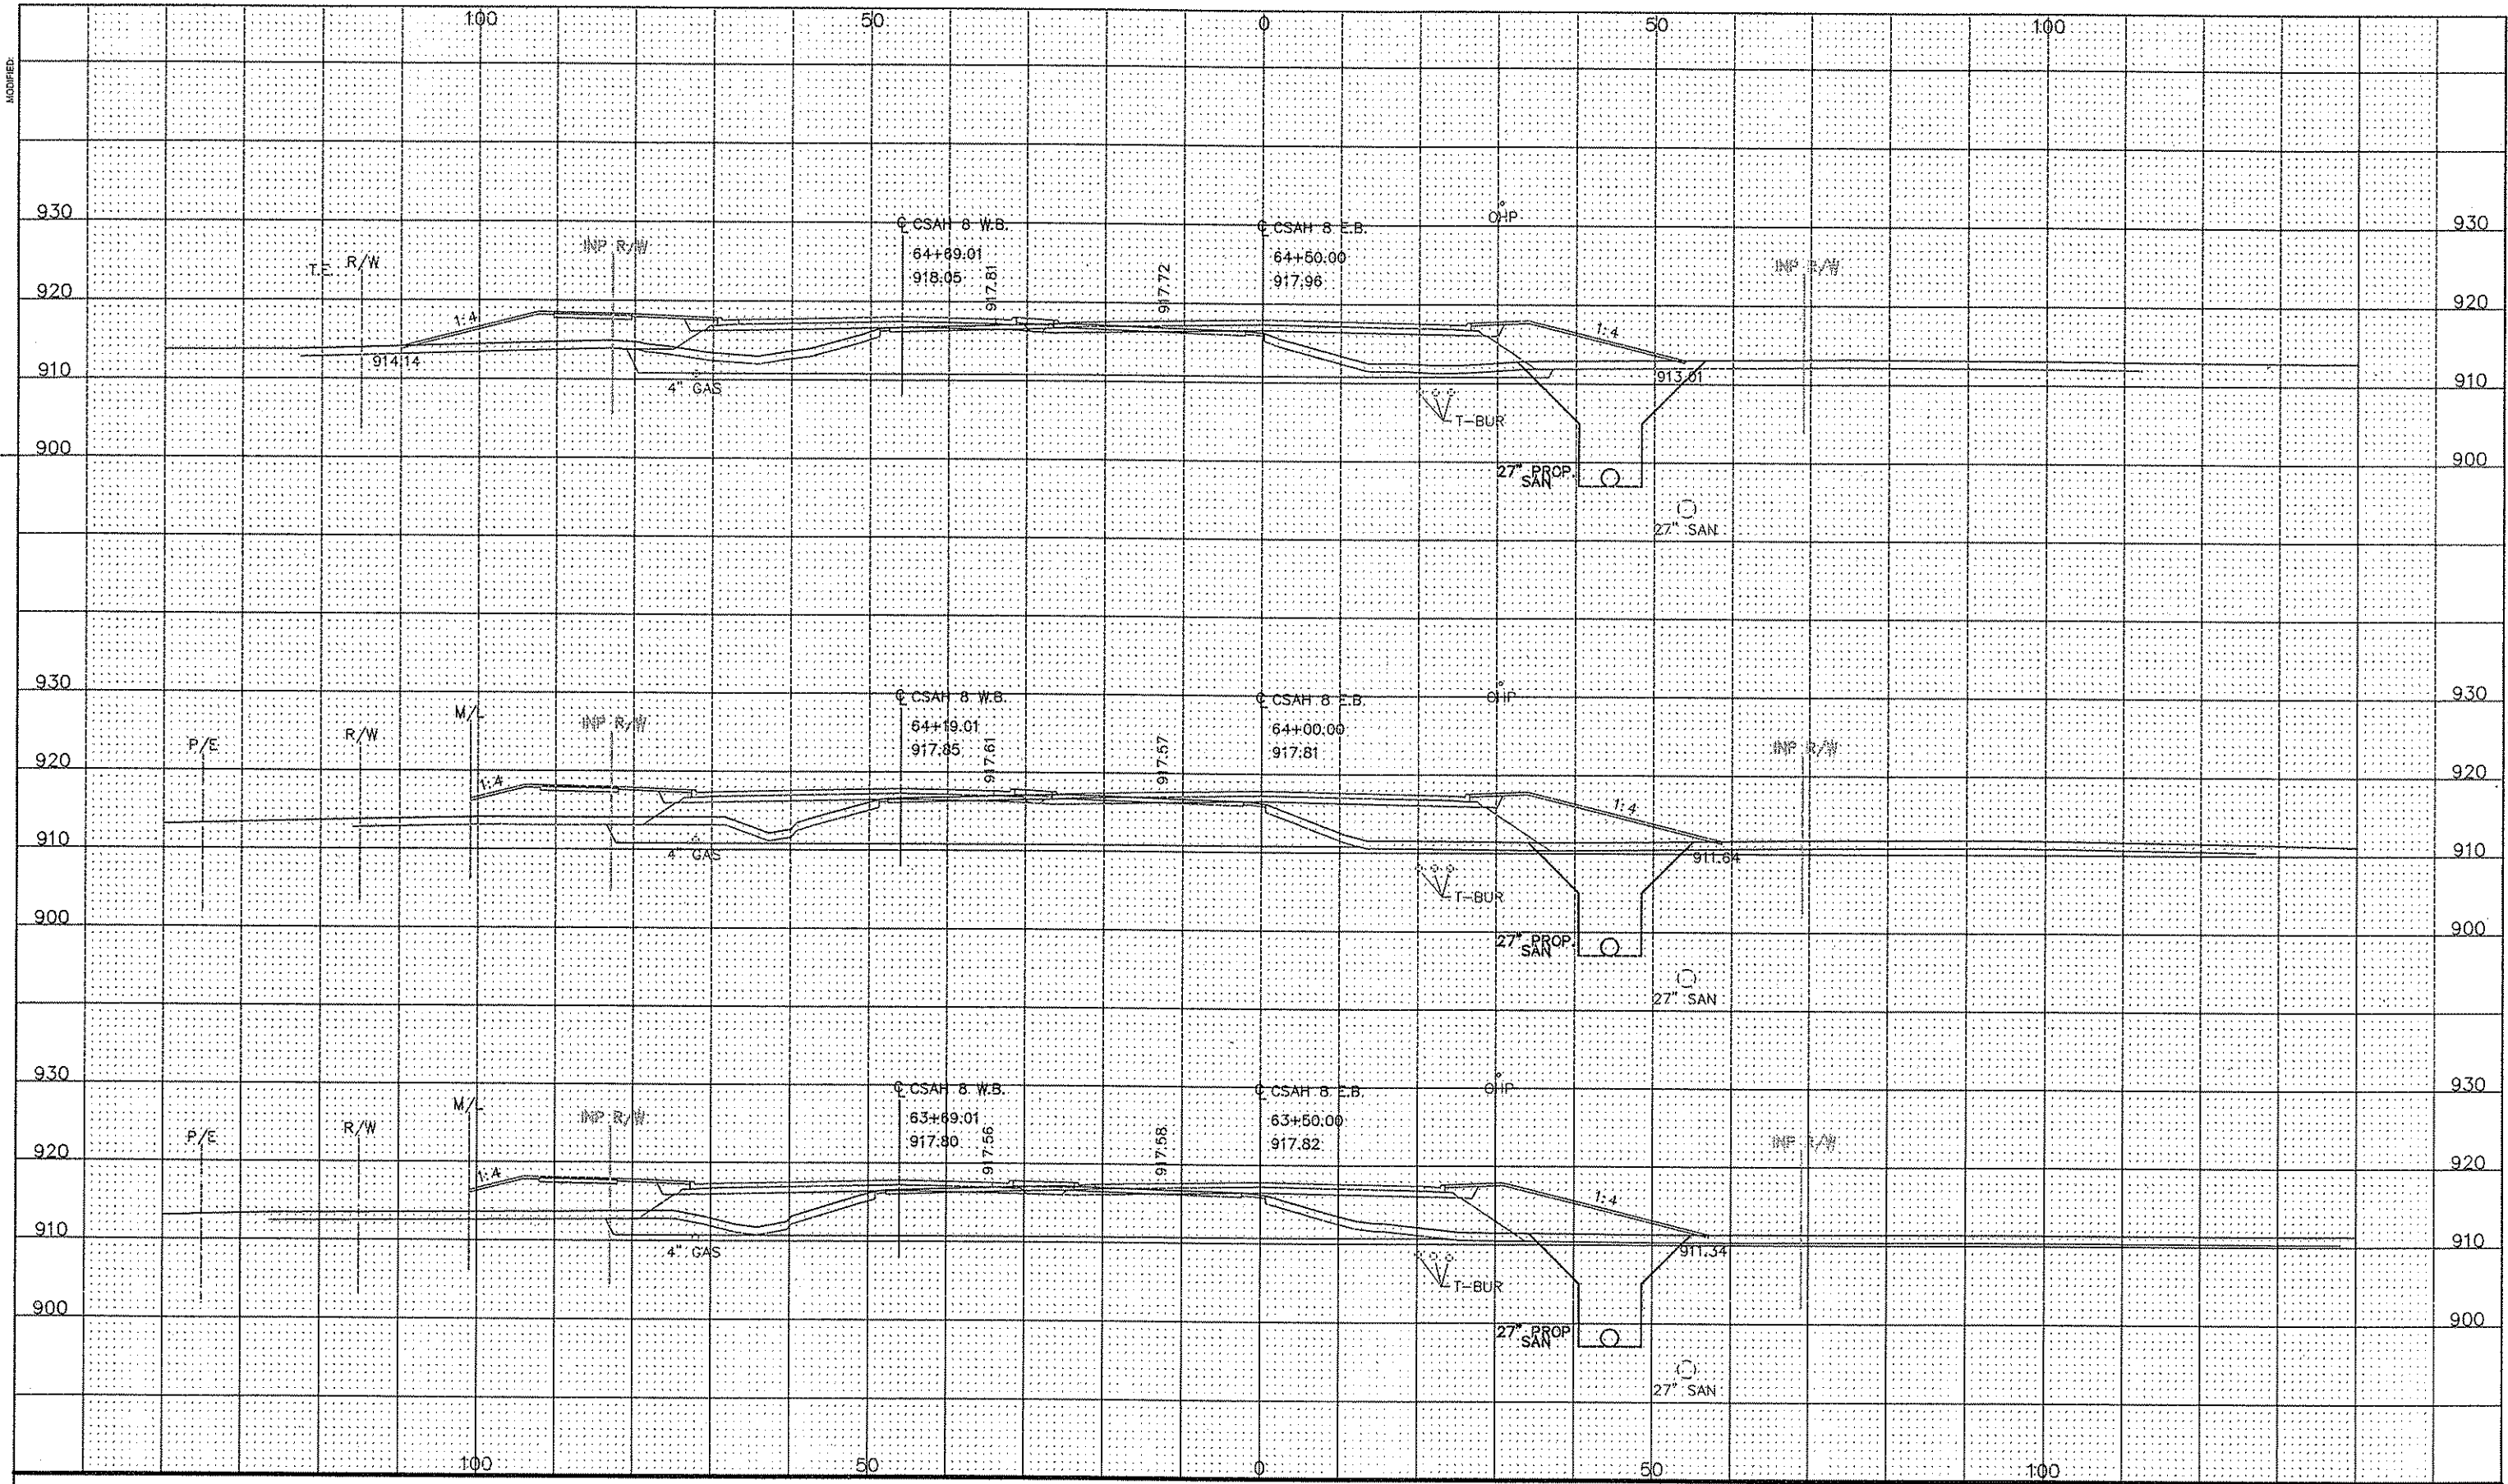 MODIFIED:
100 50 0 50 100
930 ℄ CSAH 8 W.B. ℄ CSAH 8 E.B. OHP 930
T.E. R/W INP R/W 64+69.01 917.81 917.72 64+50.00 INP R/W
918.05 917.96
920 920
1:4 1:4
914.14 913.01
910 4" GAS 910
T-BUR
900 27" PROP. 900
SAN
27" SAN
930 ℄ CSAH 8 W.B. ℄ CSAH 8 E.B. OHP 930
P/E R/W M/L INP R/W 64+19.01 917.61 917.57 64+00.00 INP R/W
917.85 917.81
920 920
1:4 1:4
910 4" GAS 911.64 910
T-BUR
900 27" PROP. 900
SAN
27" SAN
930 ℄ CSAH 8 W.B. ℄ CSAH 8 E.B. OHP 930
P/E R/W M/L INP R/W 63+69.01 917.56 917.58 63+50.00 INP R/W
917.80 917.82
920 920
1:4 1:4
910 4" GAS 911.34 910
T-BUR
900 27" PROP 900
SAN
27" SAN
100 50 0 50 100